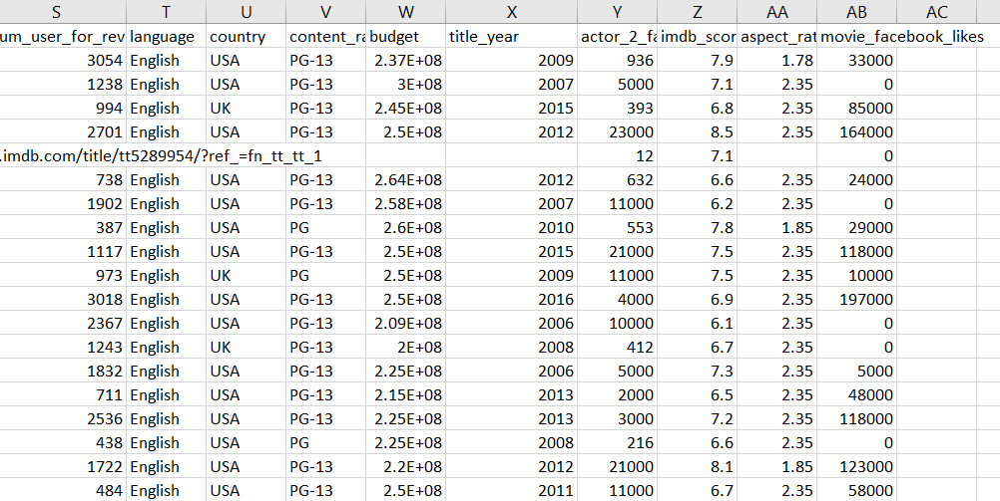 S T U V W X Y Z AA AB AC
um_user_for_rev language country content_ra budget title_year actor_2_fa imdb_scor aspect_rat movie_facebook_likes
3054 English USA PG-13 2.37E+08 2009 936 7.9 1.78 33000
1238 English USA PG-13 3E+08 2007 5000 7.1 2.35 0
994 English UK PG-13 2.45E+08 2015 393 6.8 2.35 85000
2701 English USA PG-13 2.5E+08 2012 23000 8.5 2.35 164000
.imdb.com/title/tt5289954/?ref_=fn_tt_tt_1 12 7.1 0
738 English USA PG-13 2.64E+08 2012 632 6.6 2.35 24000
1902 English USA PG-13 2.58E+08 2007 11000 6.2 2.35 0
387 English USA PG 2.6E+08 2010 553 7.8 1.85 29000
1117 English USA PG-13 2.5E+08 2015 21000 7.5 2.35 118000
973 English UK PG 2.5E+08 2009 11000 7.5 2.35 10000
3018 English USA PG-13 2.5E+08 2016 4000 6.9 2.35 197000
2367 English USA PG-13 2.09E+08 2006 10000 6.1 2.35 0
1243 English UK PG-13 2E+08 2008 412 6.7 2.35 0
1832 English USA PG-13 2.25E+08 2006 5000 7.3 2.35 5000
711 English USA PG-13 2.15E+08 2013 2000 6.5 2.35 48000
2536 English USA PG-13 2.25E+08 2013 3000 7.2 2.35 118000
438 English USA PG 2.25E+08 2008 216 6.6 2.35 0
1722 English USA PG-13 2.2E+08 2012 21000 8.1 1.85 123000
484 English USA PG-13 2.5E+08 2011 11000 6.7 2.35 58000